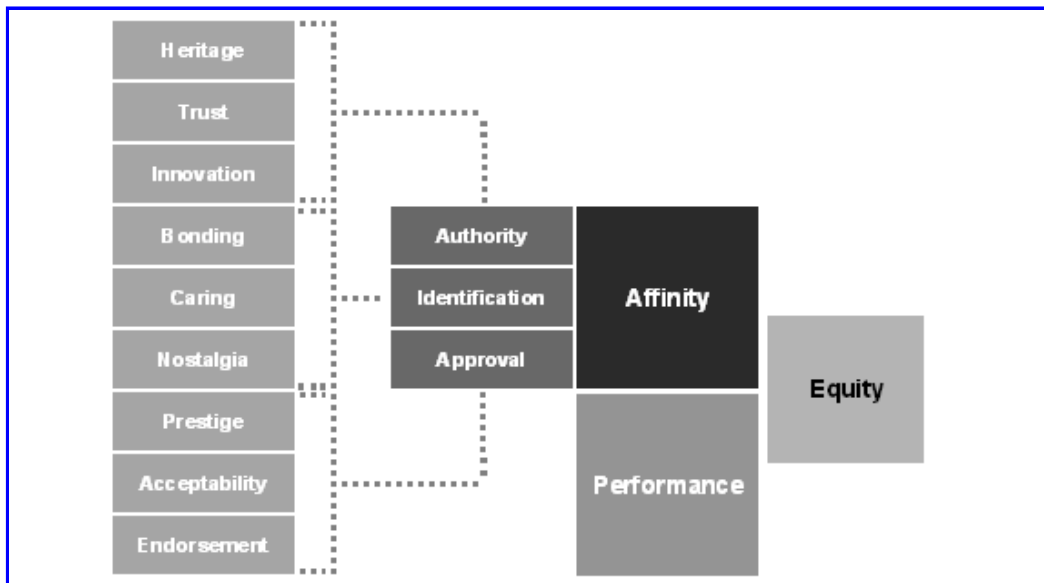 Heritage
Trust
Innovation
Bonding
Caring
Nostalgia
Prestige
Acceptability
Endorsement
Authority
Identification
Approval
Affinity
Performance
Equity